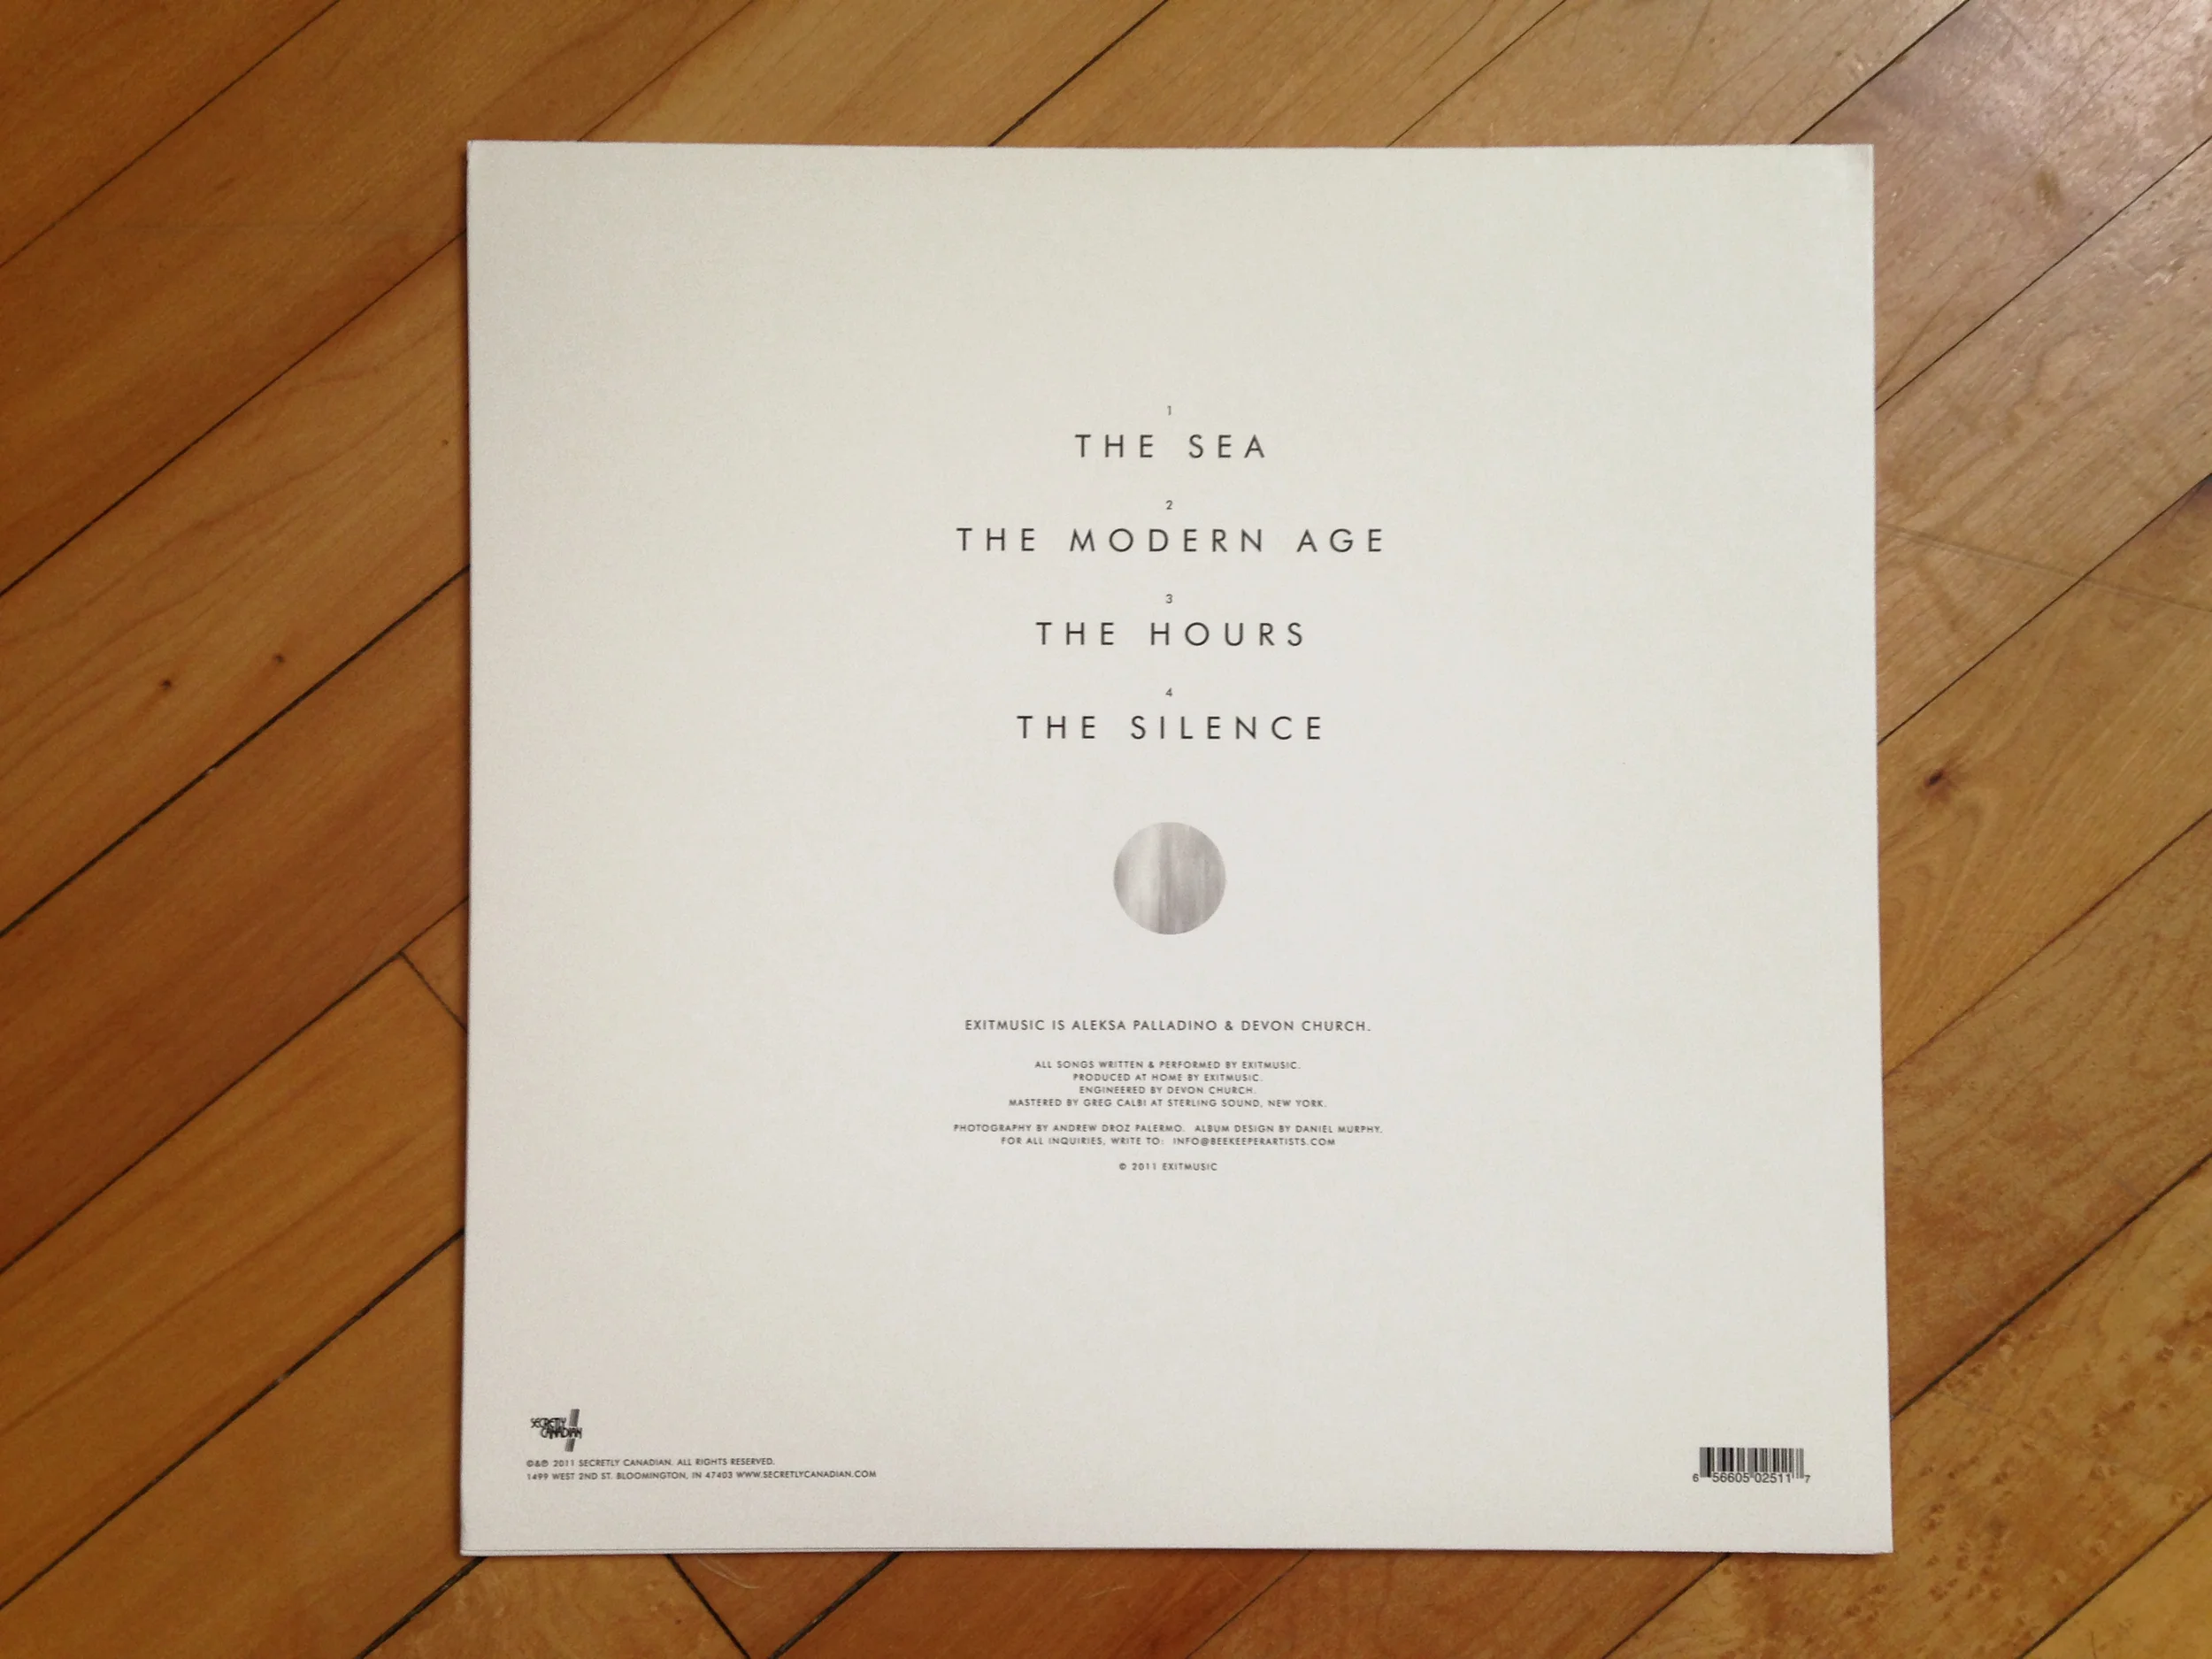 1
THE SEA
2
THE MODERN AGE
3
THE HOURS
4
THE SILENCE
EXITMUSIC IS ALEKSA PALLADINO & DEVON CHURCH.
ALL SONGS WRITTEN & PERFORMED BY EXITMUSIC.
PRODUCED AT HOME BY EXITMUSIC.
ENGINEERED BY DEVON CHURCH.
MASTERED BY GREG CALBI AT STERLING SOUND, NEW YORK.
PHOTOGRAPHY BY ANDREW DROZ PALERMO. ALBUM DESIGN BY DANIEL MURPHY.
FOR ALL INQUIRIES, WRITE TO: INFO@BEEKEEPERARTISTS.COM
© 2011 EXITMUSIC
SECRETLY
CANADIAN
©&℗ 2011 SECRETLY CANADIAN. ALL RIGHTS RESERVED.
1499 WEST 2ND ST. BLOOMINGTON, IN 47403 WWW.SECRETLYCANADIAN.COM
6 56605 02511 7